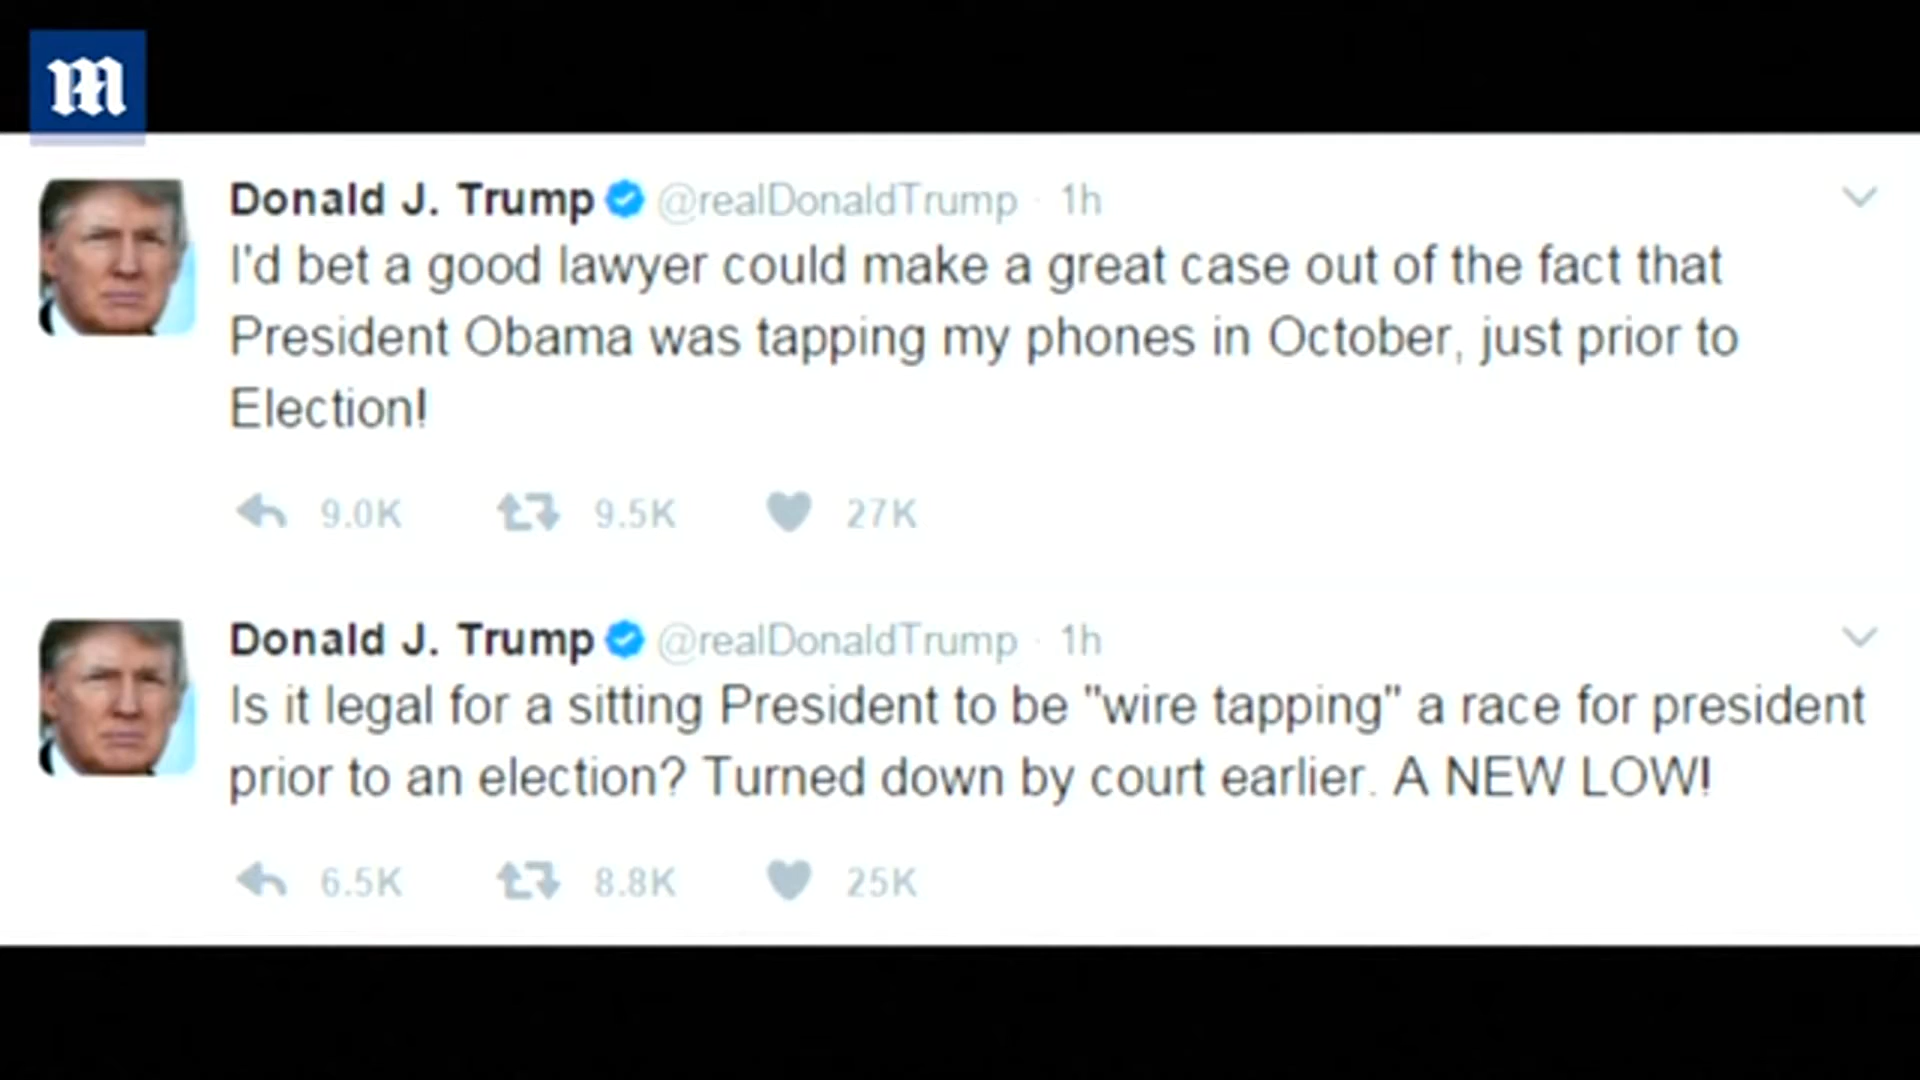 M
Donald J. Trump @realDonaldTrump · 1h
I'd bet a good lawyer could make a great case out of the fact that
President Obama was tapping my phones in October, just prior to
Election!
9.0K 9.5K 27K
Donald J. Trump @realDonaldTrump · 1h
Is it legal for a sitting President to be "wire tapping" a race for president
prior to an election? Turned down by court earlier. A NEW LOW!
6.5K 8.8K 25K